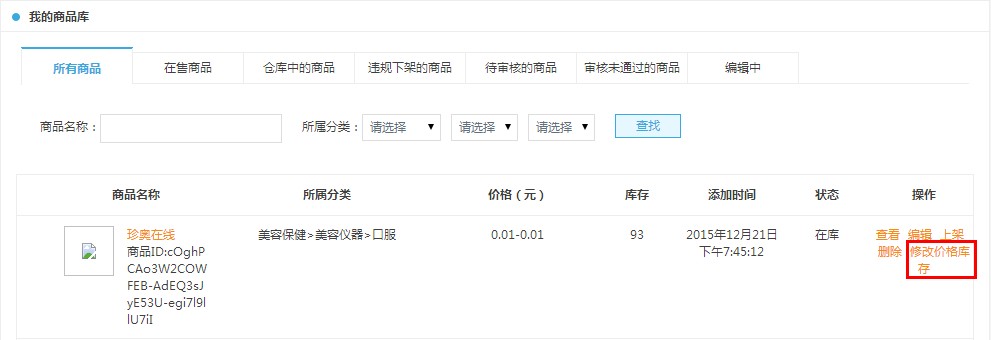 我的商品库
所有商品 在售商品 仓库中的商品 违规下架的商品 待审核的商品 审核未通过的商品 编辑中
商品名称： 所属分类： 请选择 请选择 请选择 查找
商品名称 所属分类 价格（元） 库存 添加时间 状态 操作
珍奥在线 美容保健>美容仪器>口服 0.01-0.01 93 2015年12月21日 在库 查看 编辑 上架
商品ID:cOghP 下午7:45:12 删除 修改价格库
CAo3W2COW 存
FEB-AdEQ3sJ
yE53U-egi7l9l
lU7iI